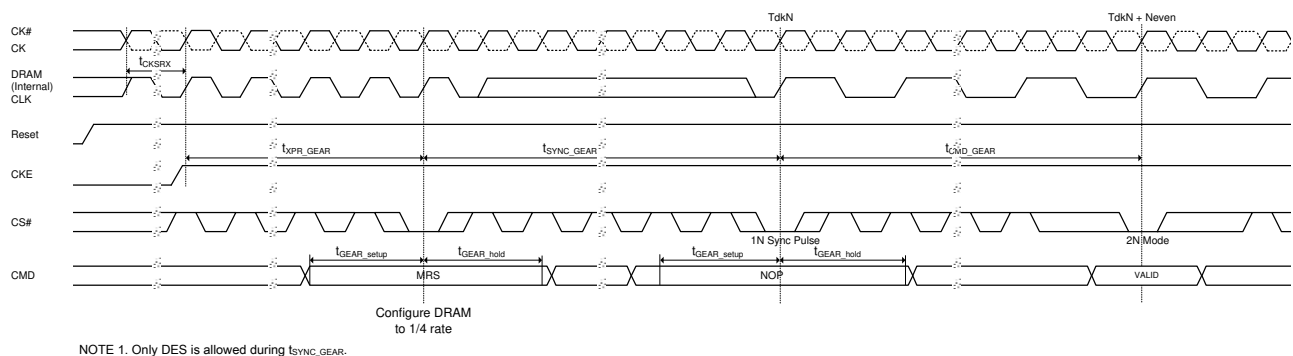 TdkN
TdkN + Neven
CK#
CK
tCKSRX
DRAM
(Internal)
CLK
Reset
tXPR_GEAR
tSYNC_GEAR
tCMD_GEAR
CKE
CS#
1N Sync Pulse
2N Mode
tGEAR_setup
tGEAR_hold
tGEAR_setup
tGEAR_hold
CMD
MRS
NOP
VALID
Configure DRAM
to 1/4 rate
NOTE 1. Only DES is allowed during tSYNC_GEAR.